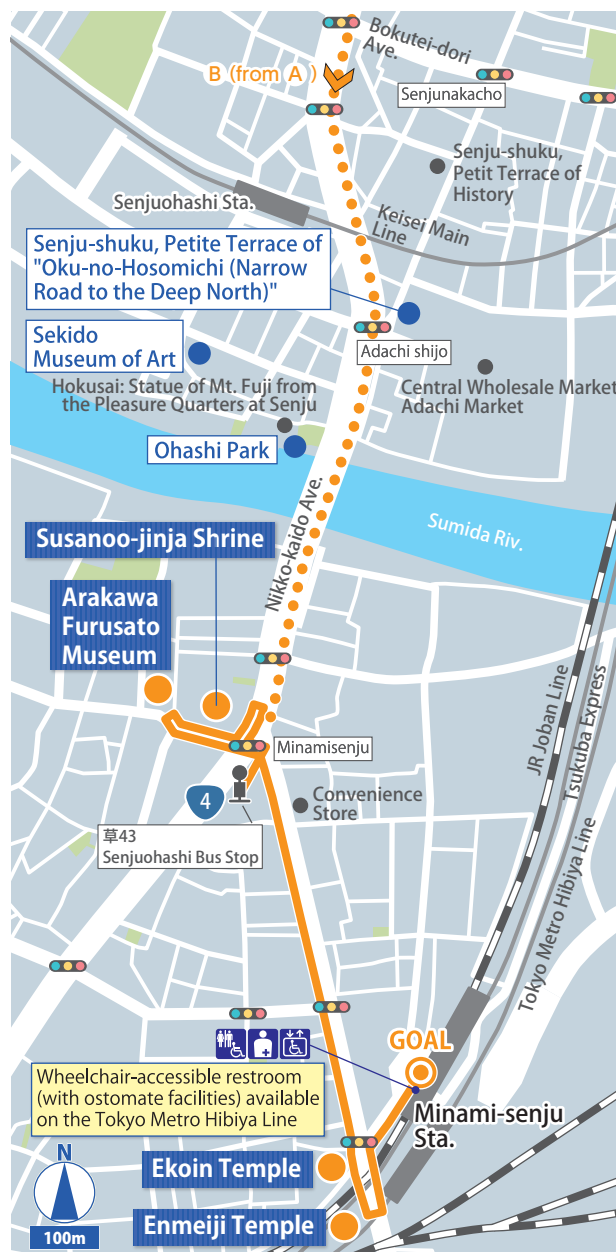 Bokutei-dori
Ave.
B (from A )
Senjunakacho
Senju-shuku,
Petit Terrace of
History
Senjuohashi Sta.
Keisei Main
Line
Senju-shuku, Petite Terrace of
"Oku-no-Hosomichi (Narrow
Road to the Deep North)"
Sekido
Museum of Art
Adachi shijo
Central Wholesale Market
Adachi Market
Hokusai: Statue of Mt. Fuji from
the Pleasure Quarters at Senju
Ohashi Park
Nikko-kaido Ave.
Sumida Riv.
Susanoo-jinja Shrine
Arakawa
Furusato
Museum
JR Joban Line
Tsukuba Express
Tokyo Metro Hibiya Line
Minamisenju
4
Convenience
Store
草43
Senjuohashi Bus Stop
GOAL
Wheelchair-accessible restroom
(with ostomate facilities) available
on the Tokyo Metro Hibiya Line
Minami-senju
Sta.
Ekoin Temple
Enmeiji Temple
N
100m